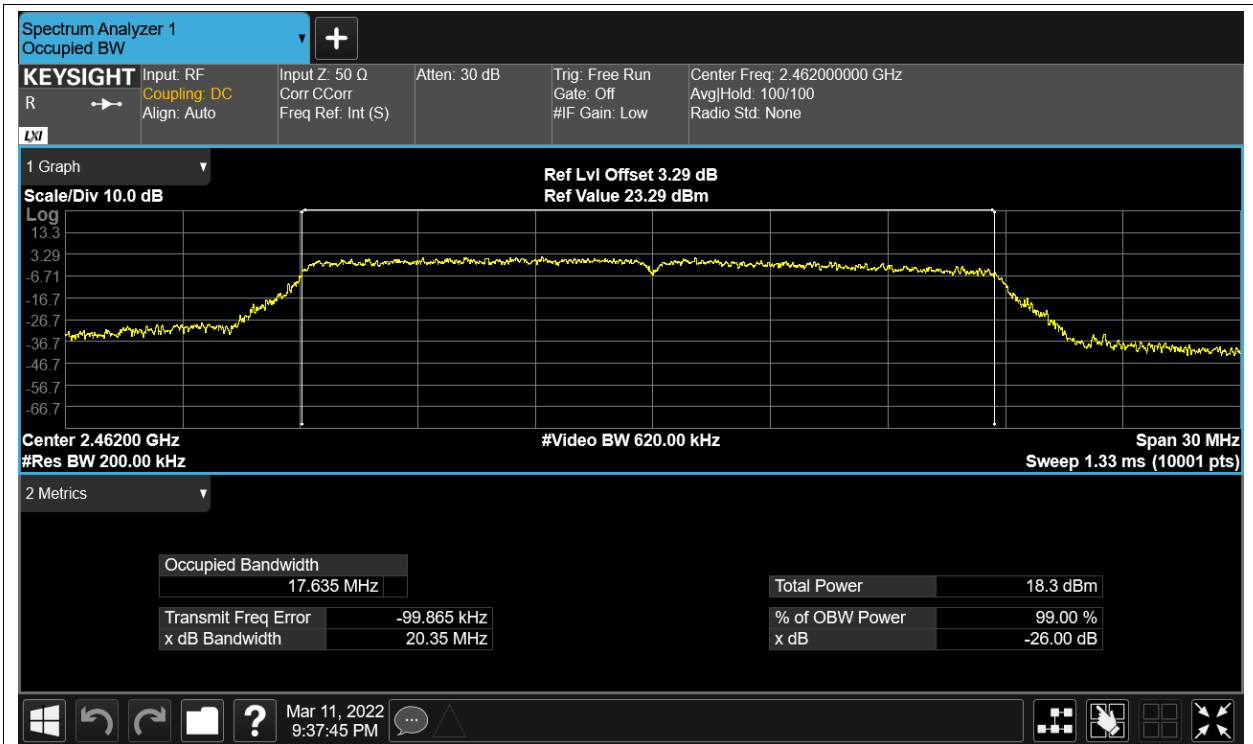 Spectrum Analyzer 1
Occupied BW
KEYSIGHT
R
LXI
Input: RF
Coupling: DC
Align: Auto
Input Z: 50 Ω
Corr CCorr
Freq Ref: Int (S)
Atten: 30 dB
Trig: Free Run
Gate: Off
#IF Gain: Low
Center Freq: 2.462000000 GHz
Avg|Hold: 100/100
Radio Std: None
1 Graph
Scale/Div 10.0 dB
Ref Lvl Offset 3.29 dB
Ref Value 23.29 dBm
Log
13.3
3.29
-6.71
-16.7
-26.7
-36.7
-46.7
-56.7
-66.7
Center 2.46200 GHz
#Video BW 620.00 kHz
Span 30 MHz
#Res BW 200.00 kHz
Sweep 1.33 ms (10001 pts)
2 Metrics
Occupied Bandwidth
17.635 MHz
Total Power 18.3 dBm
Transmit Freq Error -99.865 kHz
% of OBW Power 99.00 %
x dB Bandwidth 20.35 MHz
x dB -26.00 dB
?
Mar 11, 2022
9:37:45 PM